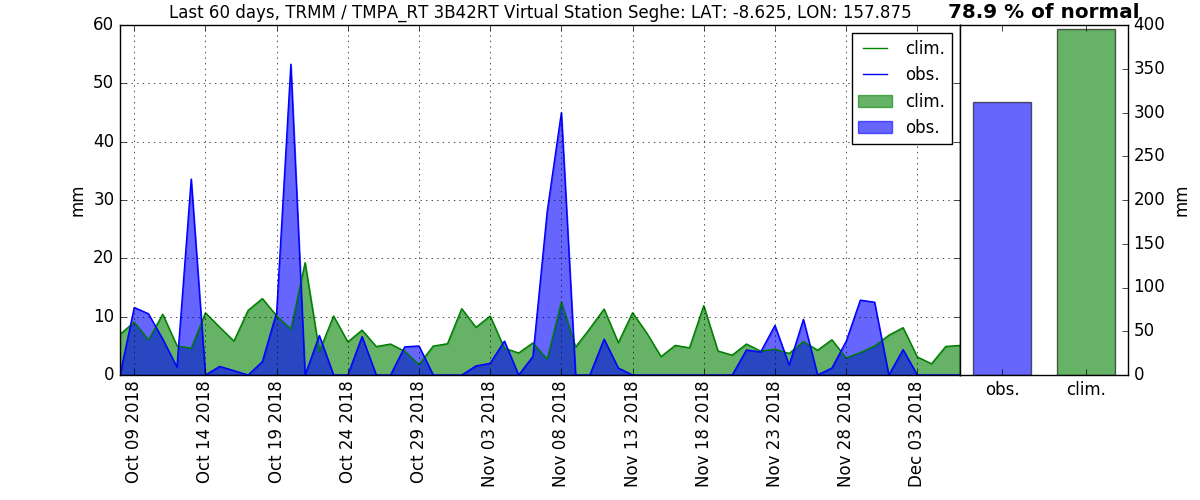 Last 60 days, TRMM / TMPA_RT 3B42RT Virtual Station Seghe: LAT: -8.625, LON: 157.875
78.9 % of normal
60
50
40
30
20
10
0
mm
clim.
obs.
clim.
obs.
400
350
300
250
200
150
100
50
0
mm
obs.
clim.
Oct 09 2018
Oct 14 2018
Oct 19 2018
Oct 24 2018
Oct 29 2018
Nov 03 2018
Nov 08 2018
Nov 13 2018
Nov 18 2018
Nov 23 2018
Nov 28 2018
Dec 03 2018